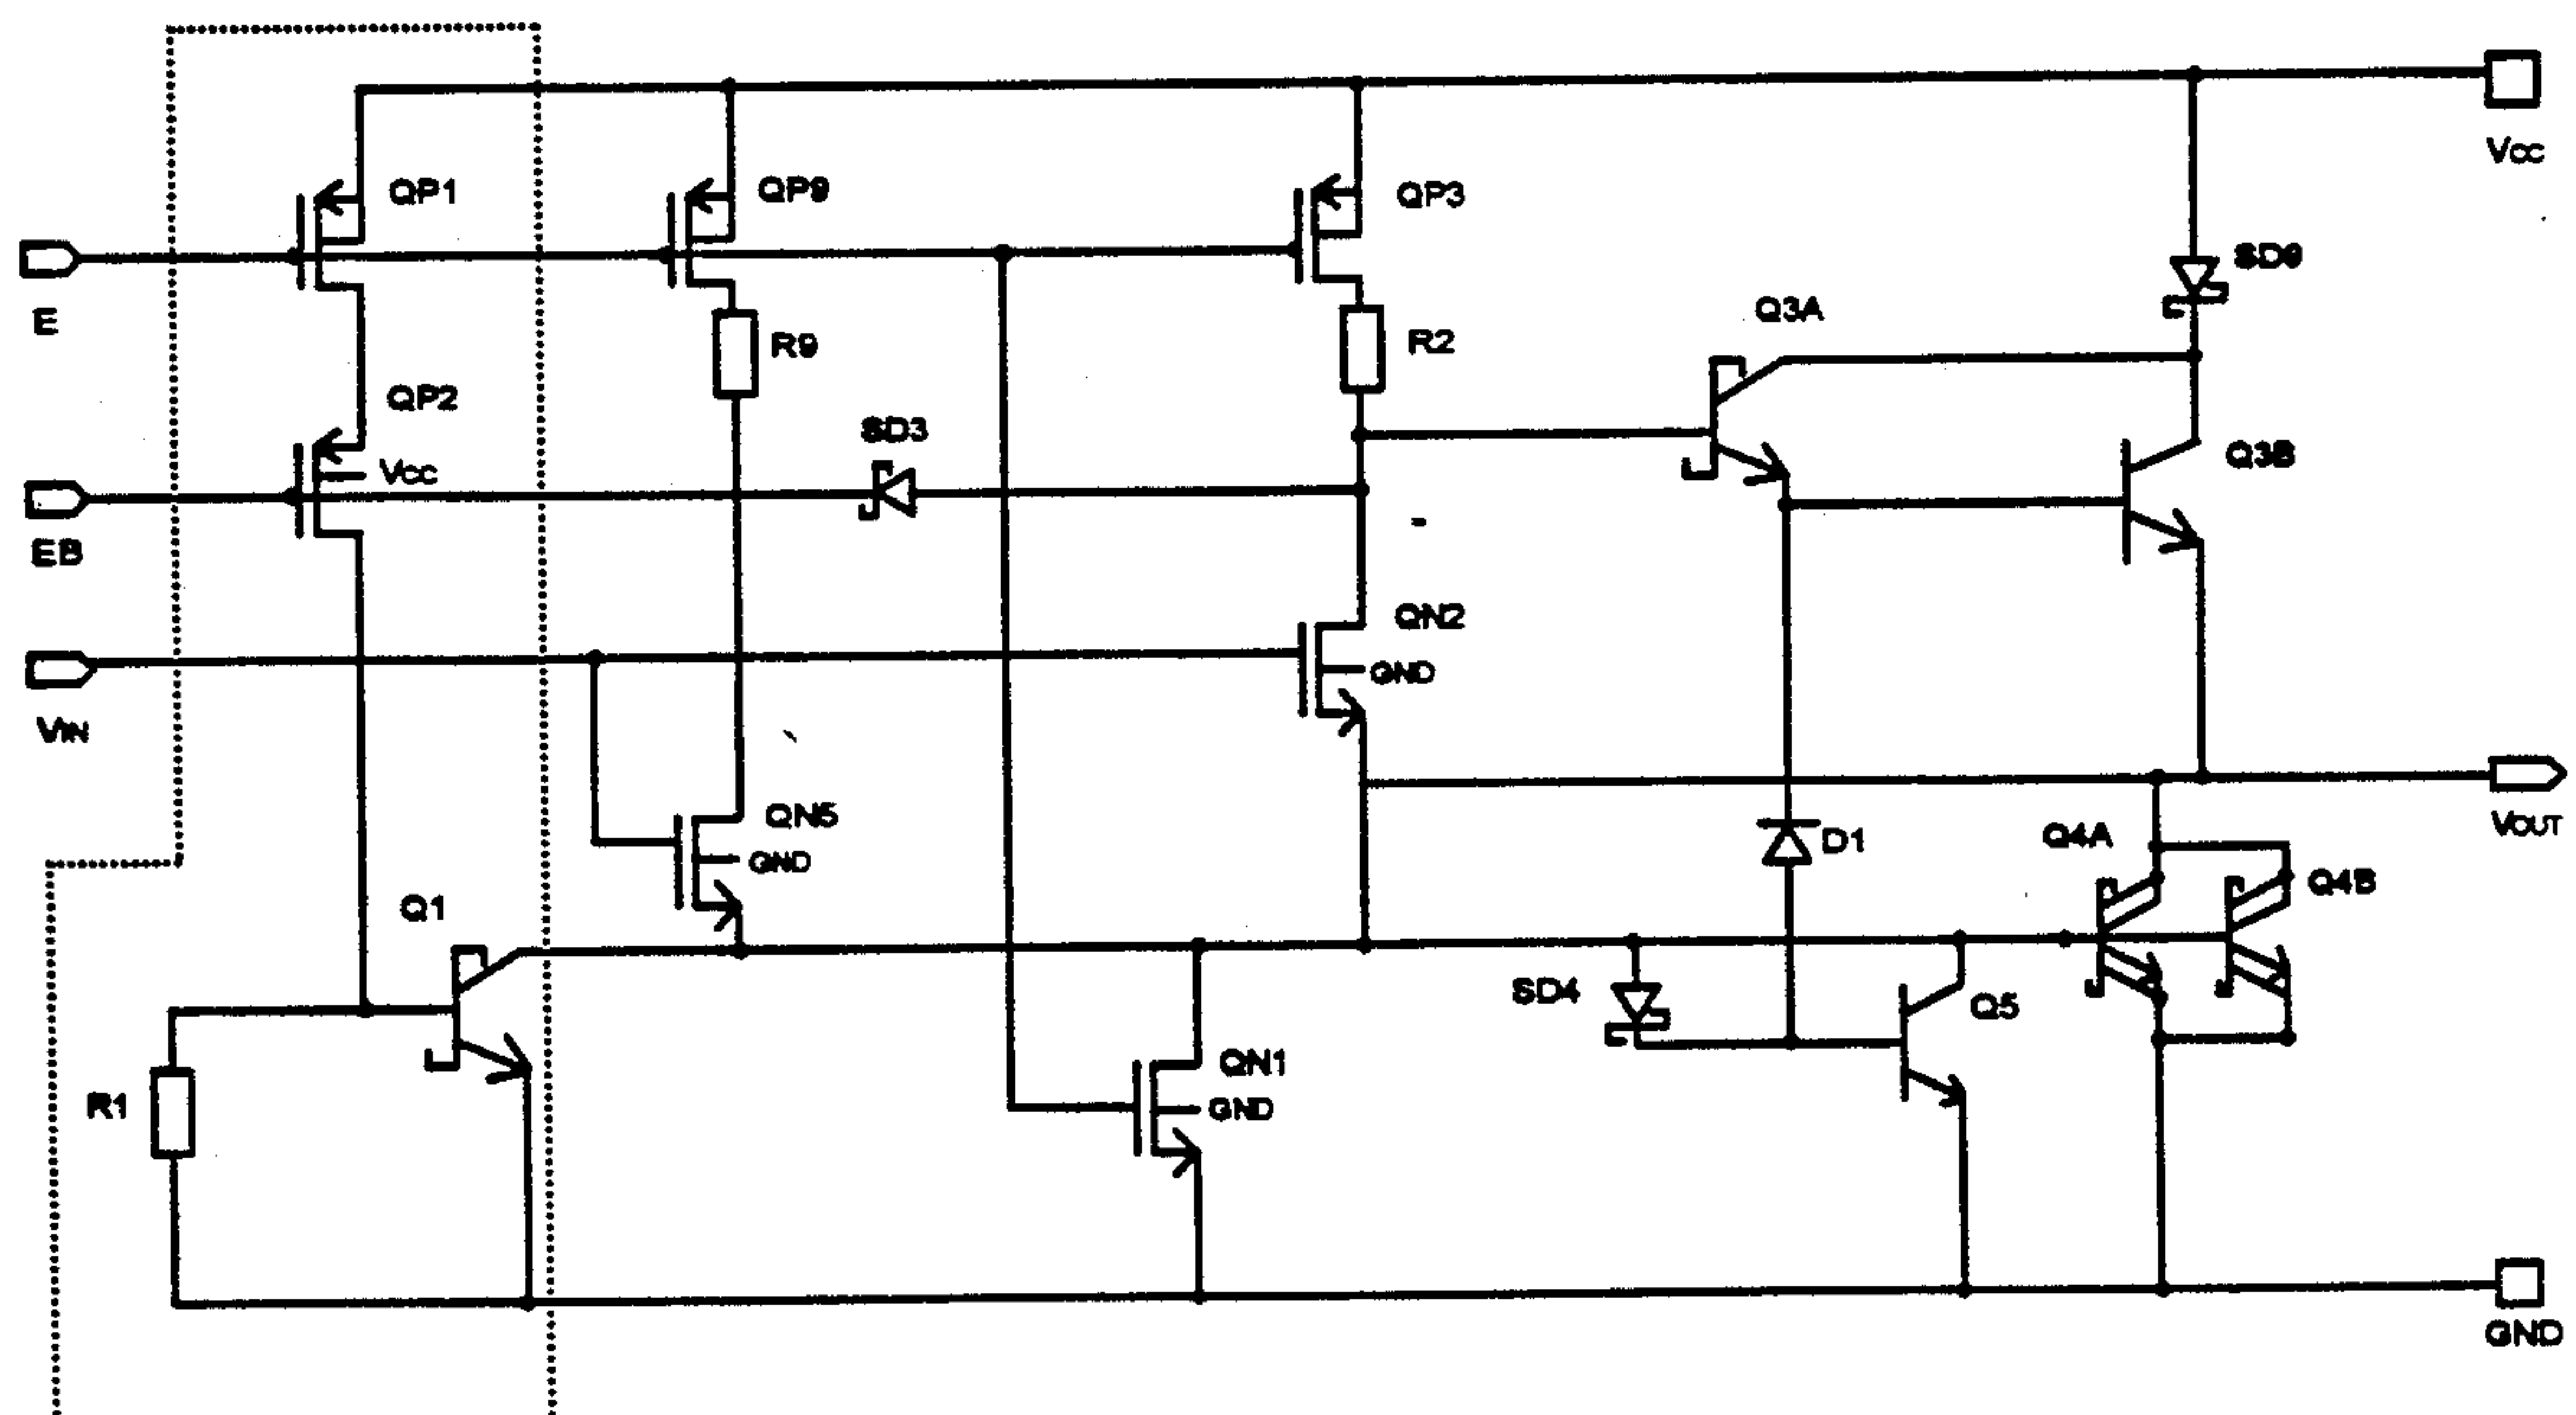 Vcc
QP1
QP9
QP3
SD9
E
Q3A
R9
R2
QP2
SD3
Vcc
Q3B
EB
QN2
GND
VIN
QN5
GND
D1
Q4A
VOUT
Q4B
Q1
SD4
Q5
QN1
GND
R1
GND